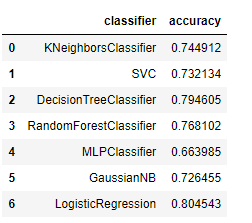 classifier accuracy
0 KNeighborsClassifier 0.744912
1 SVC 0.732134
2 DecisionTreeClassifier 0.794605
3 RandomForestClassifier 0.768102
4 MLPClassifier 0.663985
5 GaussianNB 0.726455
6 LogisticRegression 0.804543